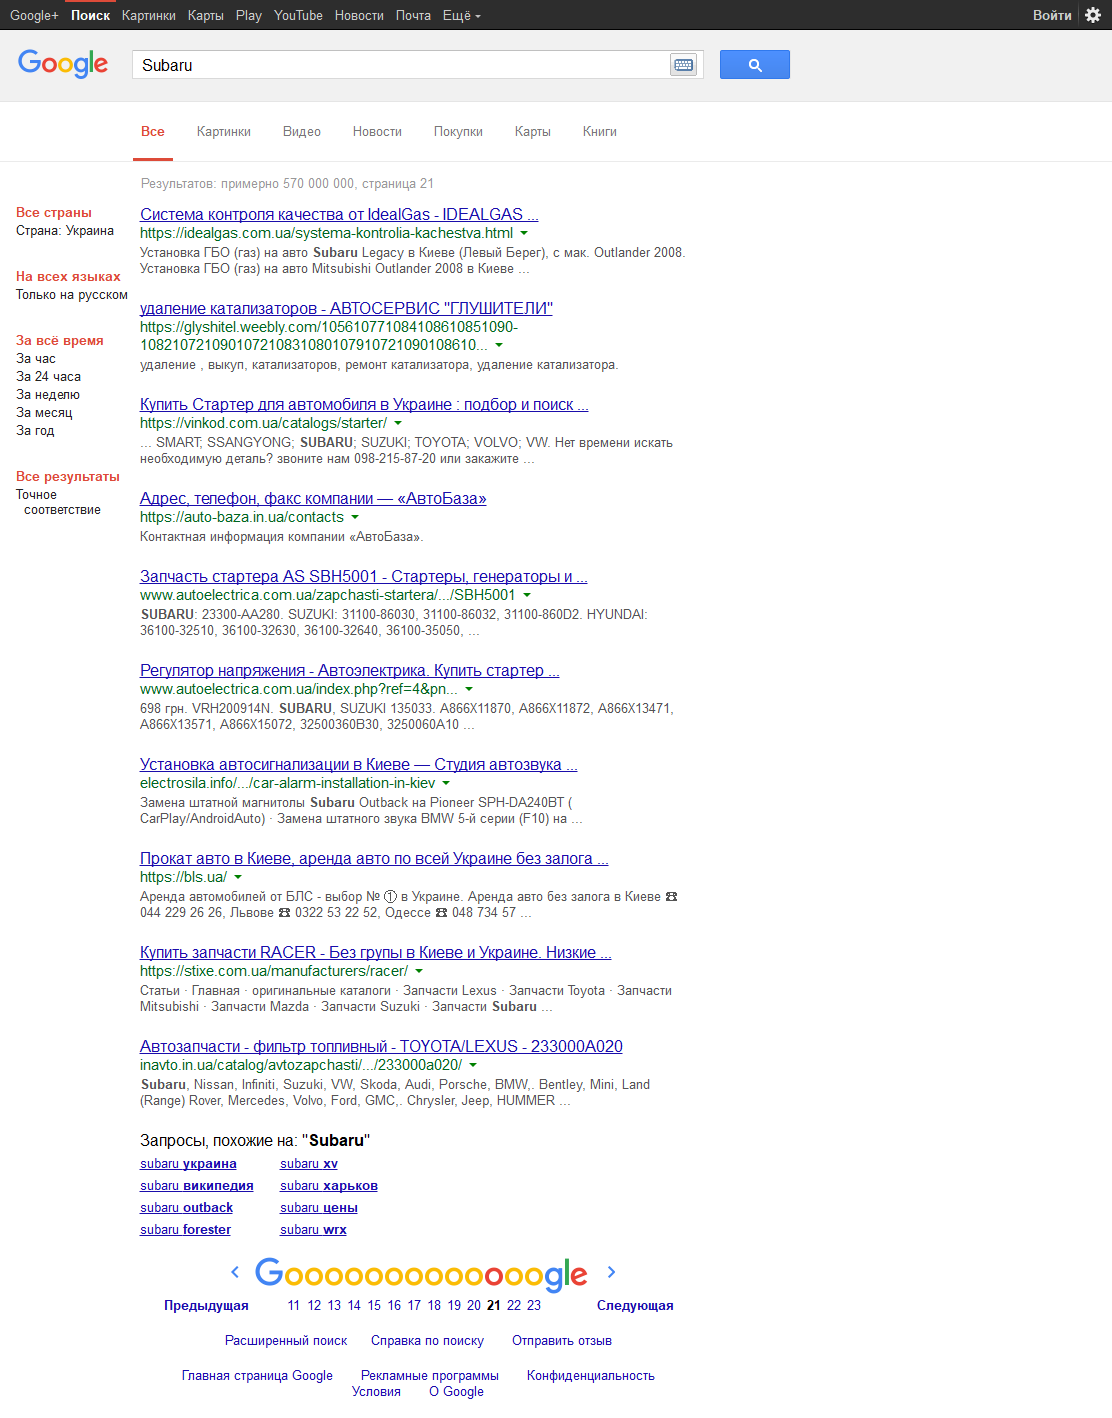 Google+ Поиск Картинки Карты Play YouTube Новости Почта Ещё Войти
Google Subaru
Все Картинки Видео Новости Покупки Карты Книги
Результатов: примерно 570 000 000, страница 21
Все страны
Страна: Украина
На всех языках
Только на русском
За всё время
За час
За 24 часа
За неделю
За месяц
За год
Все результаты
Точное
соответствие
Система контроля качества от IdealGas - IDEALGAS ...
https://idealgas.com.ua/systema-kontrolia-kachestva.html
Установка ГБО (газ) на авто Subaru Legacy в Киеве (Левый Берег), с мак. Outlander 2008.
Установка ГБО (газ) на авто Mitsubishi Outlander 2008 в Киеве ...
удаление катализаторов - АВТОСЕРВИС "ГЛУШИТЕЛИ"
https://glyshitel.weebly.com/105610771084108610851090-
108210721090107210831080107910721090108610...
удаление , выкуп, катализаторов, ремонт катализатора, удаление катализатора.
Купить Стартер для автомобиля в Украине : подбор и поиск ...
https://vinkod.com.ua/catalogs/starter/
... SMART; SSANGYONG; SUBARU; SUZUKI; TOYOTA; VOLVO; VW. Нет времени искать
необходимую деталь? звоните нам 098-215-87-20 или закажите ...
Адрес, телефон, факс компании — «АвтоБаза»
https://auto-baza.in.ua/contacts
Контактная информация компании «АвтоБаза».
Запчасть стартера AS SBH5001 - Стартеры, генераторы и ...
www.autoelectrica.com.ua/zapchasti-startera/.../SBH5001
SUBARU: 23300-AA280. SUZUKI: 31100-86030, 31100-86032, 31100-860D2. HYUNDAI:
36100-32510, 36100-32630, 36100-32640, 36100-35050, ...
Регулятор напряжения - Автоэлектрика. Купить стартер ...
www.autoelectrica.com.ua/index.php?ref=4&pn...
698 грн. VRH200914N. SUBARU, SUZUKI 135033. A866X11870, A866X11872, A866X13471,
A866X13571, A866X15072, 32500360B30, 3250060A10 ...
Установка автосигнализации в Киеве — Студия автозвука ...
electrosila.info/.../car-alarm-installation-in-kiev
Замена штатной магнитолы Subaru Outback на Pioneer SPH-DA240BT (
CarPlay/AndroidAuto) · Замена штатного звука BMW 5-й серии (F10) на ...
Прокат авто в Киеве, аренда авто по всей Украине без залога ...
https://bls.ua/
Аренда автомобилей от БЛС - выбор № ① в Украине. Аренда авто без залога в Киеве ☎
044 229 26 26, Львове ☎ 0322 53 22 52, Одессе ☎ 048 734 57 ...
Купить запчасти RACER - Без групы в Киеве и Украине. Низкие ...
https://stixe.com.ua/manufacturers/racer/
Статьи · Главная · оригинальные каталоги · Запчасти Lexus · Запчасти Toyota · Запчасти
Mitsubishi · Запчасти Mazda · Запчасти Suzuki · Запчасти Subaru ...
Автозапчасти - фильтр топливный - TOYOTA/LEXUS - 233000A020
inavto.in.ua/catalog/avtozapchasti/.../233000a020/
Subaru, Nissan, Infiniti, Suzuki, VW, Skoda, Audi, Porsche, BMW,. Bentley, Mini, Land
(Range) Rover, Mercedes, Volvo, Ford, GMC,. Chrysler, Jeep, HUMMER ...
Запросы, похожие на: "Subaru"
subaru украина subaru xv
subaru википедия subaru харьков
subaru outback subaru цены
subaru forester subaru wrx
Goooooooooooooogle
Предыдущая 11 12 13 14 15 16 17 18 19 20 21 22 23 Следующая
Расширенный поиск Справка по поиску Отправить отзыв
Главная страница Google Рекламные программы Конфиденциальность
Условия О Google